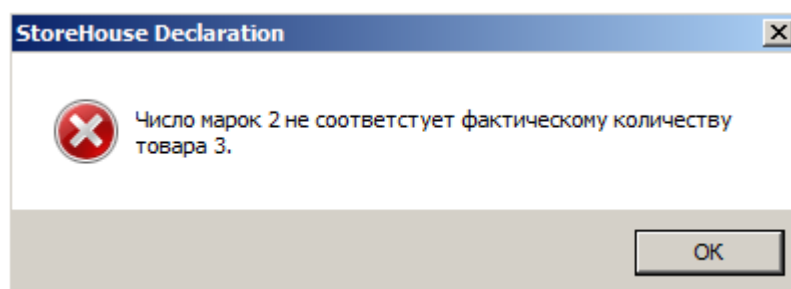 StoreHouse Declaration
Число марок 2 не соответстует фактическому количеству
товара 3.
OK